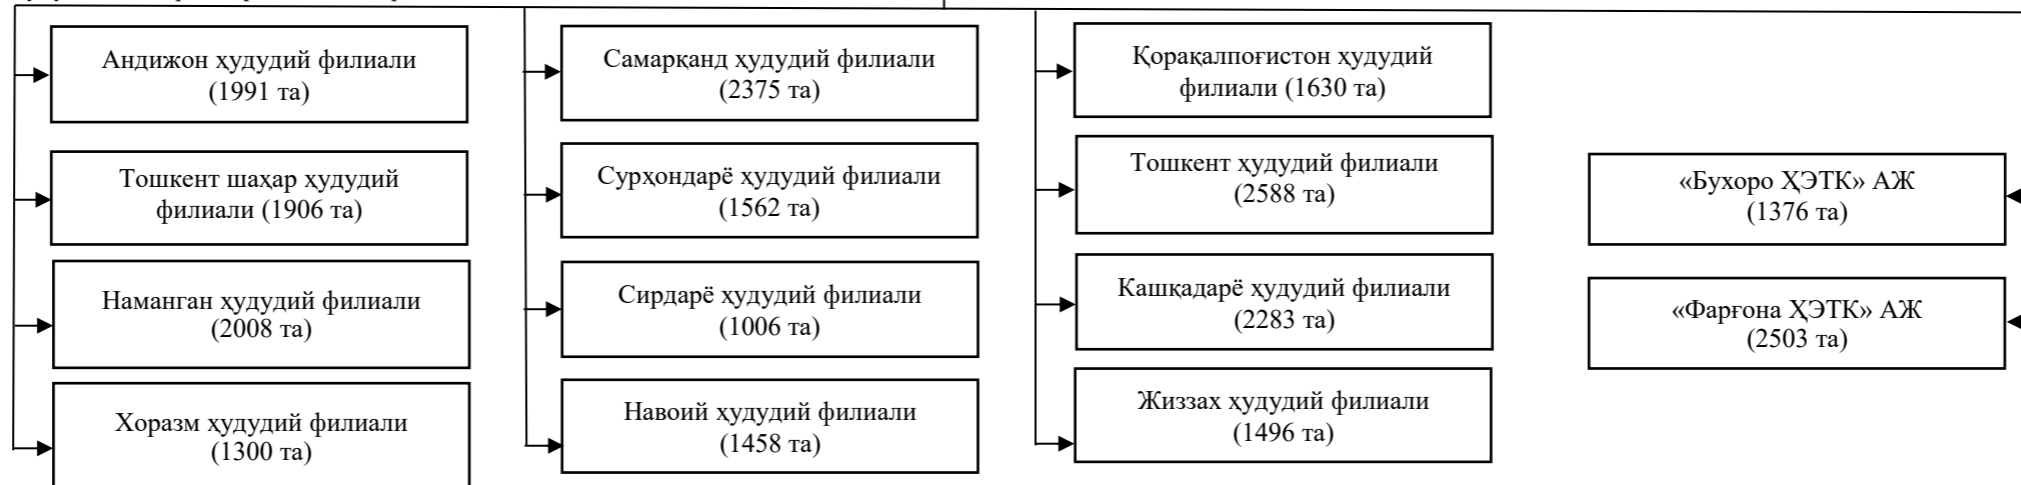 Андижон ҳудудий филиали
(1991 та)
Тошкент шаҳар ҳудудий
филиали (1906 та)
Наманган ҳудудий филиали
(2008 та)
Хоразм ҳудудий филиали
(1300 та)
Самарқанд ҳудудий филиали
(2375 та)
Сурҳондарё ҳудудий филиали
(1562 та)
Сирдарё ҳудудий филиали
(1006 та)
Навоий ҳудудий филиали
(1458 та)
Қорақалпоғистон ҳудудий
филиали (1630 та)
Тошкент ҳудудий филиали
(2588 та)
Кашқадарё ҳудудий филиали
(2283 та)
Жиззах ҳудудий филиали
(1496 та)
«Бухоро ҲЭТК» АЖ
(1376 та)
«Фарғона ҲЭТК» АЖ
(2503 та)